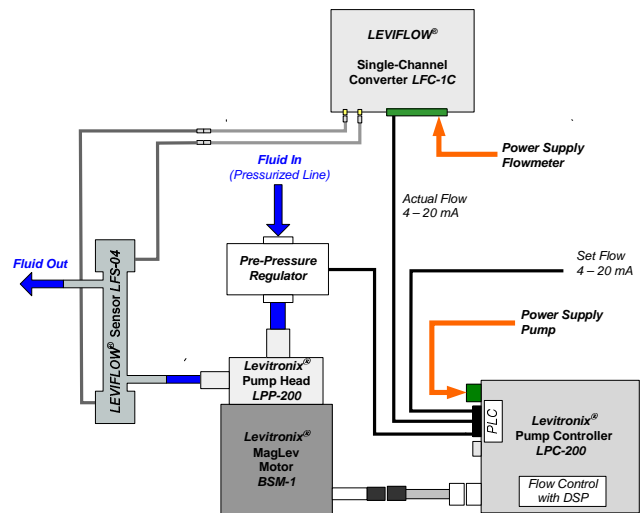 LEVIFLOW®
Single-Channel
Converter LFC-1C
Power Supply
Flowmeter
Fluid In
(Pressurized Line)
Actual Flow
4 – 20 mA
Set Flow
4 – 20 mA
Pre-Pressure
Regulator
Fluid Out
LEVIFLOW® Sensor LFS-04
Power Supply
Pump
Levitronix®
Pump Head
LPP-200
Levitronix®
MagLev
Motor
BSM-1
PLC
Levitronix®
Pump Controller
LPC-200
Flow Control
with DSP